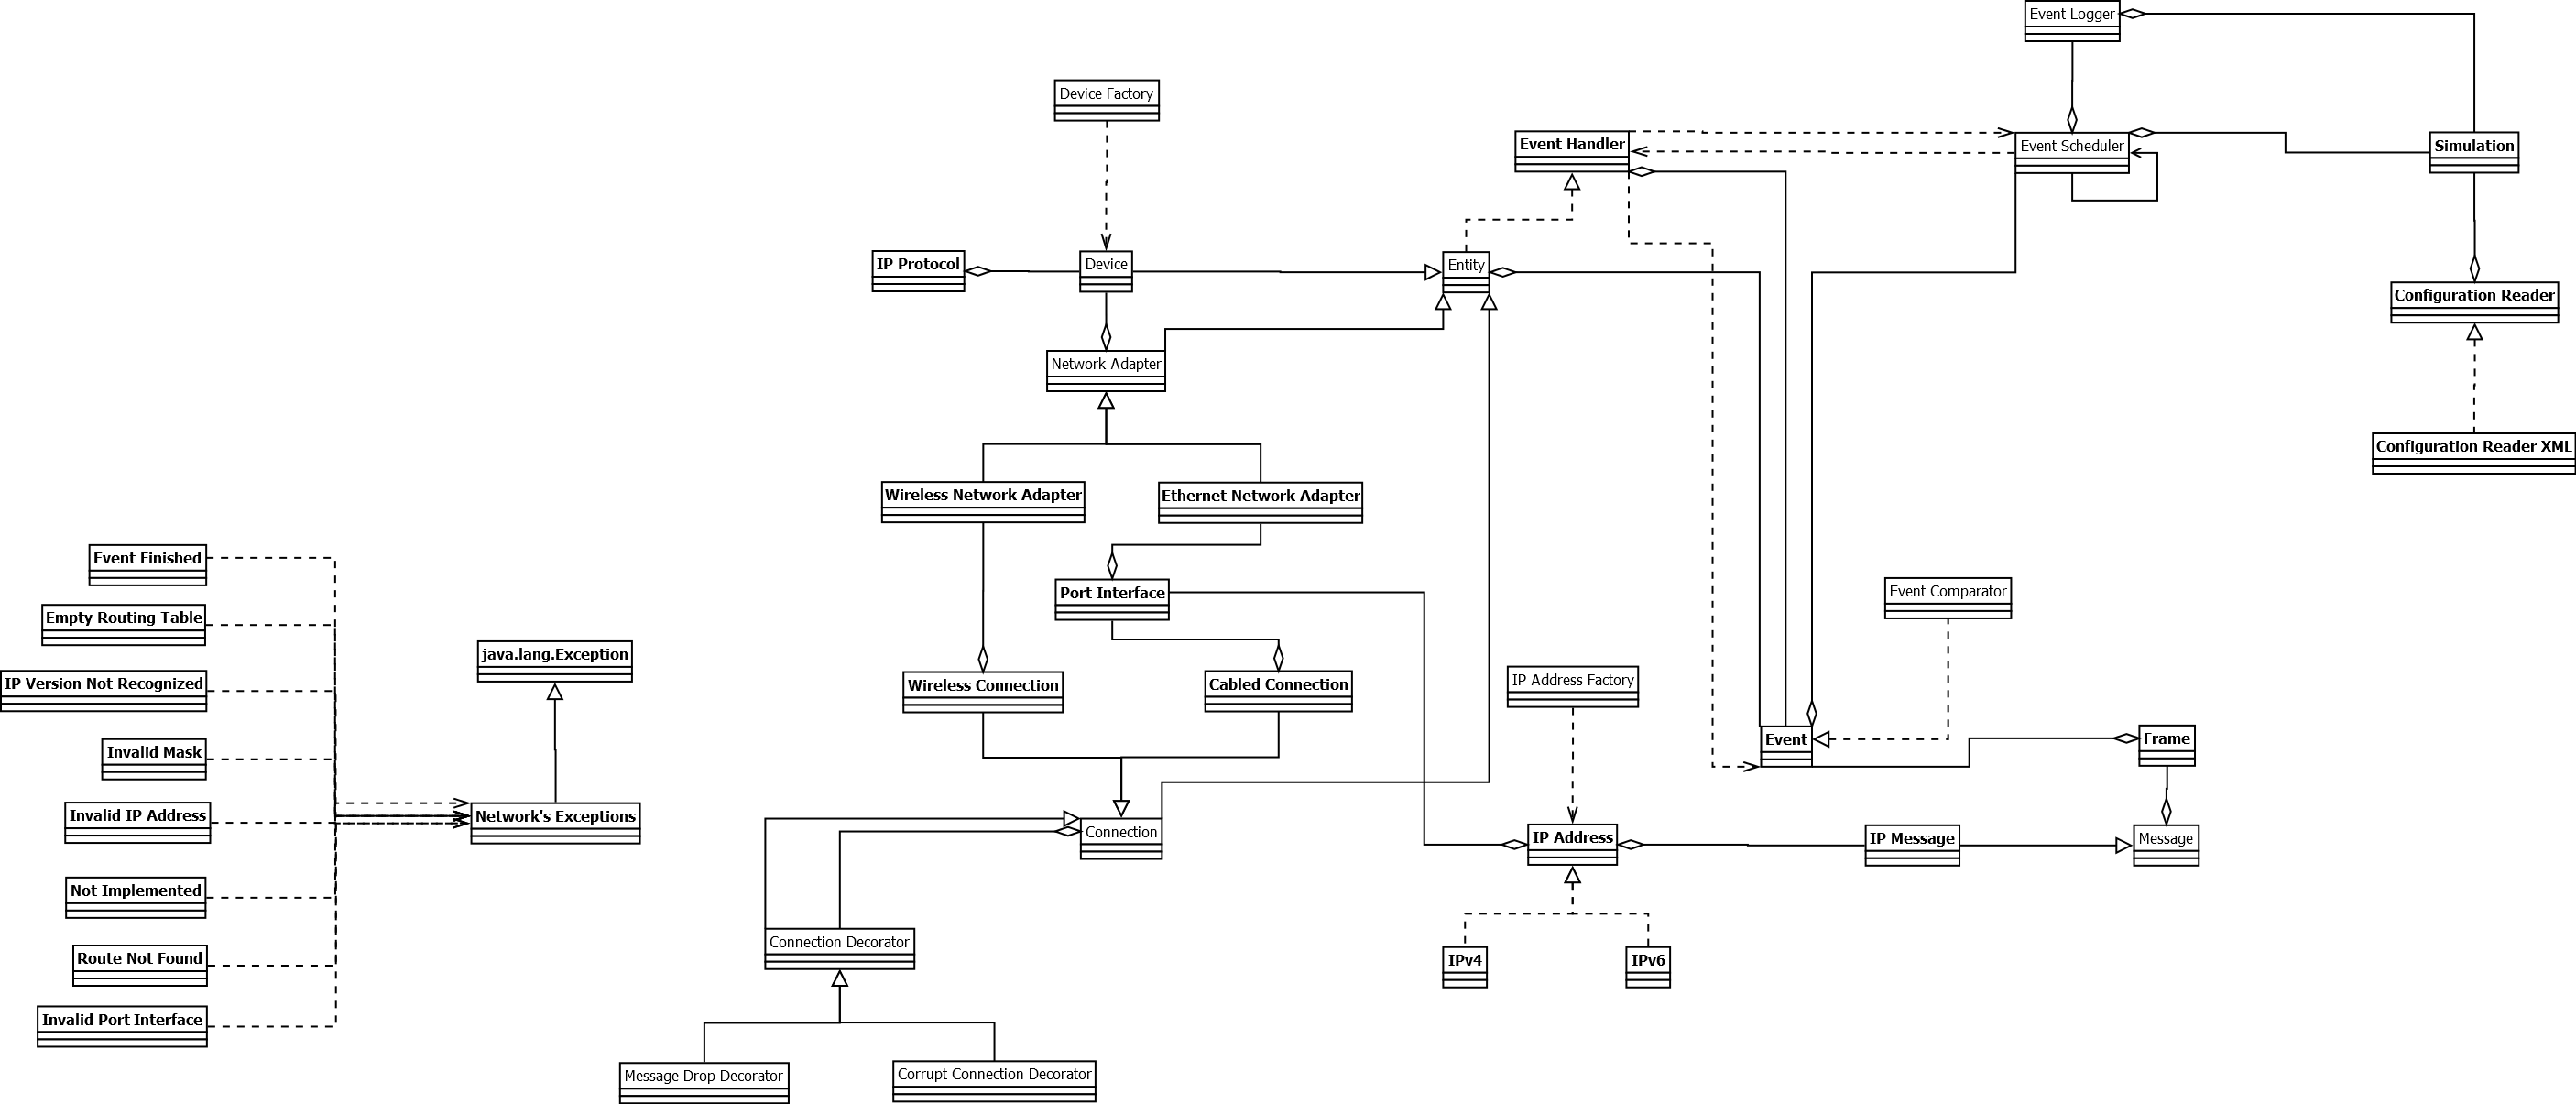 Event Logger
Device Factory
Event Handler
Event Scheduler
Simulation
IP Protocol
Device
Entity
Configuration Reader
Network Adapter
Configuration Reader XML
Wireless Network Adapter
Ethernet Network Adapter
Event Finished
Port Interface
Event Comparator
Empty Routing Table
java.lang.Exception
IP Version Not Recognized
Wireless Connection
Cabled Connection
IP Address Factory
Event
Frame
Invalid Mask
Invalid IP Address
Network's Exceptions
Connection
IP Address
IP Message
Message
Not Implemented
Connection Decorator
Route Not Found
IPv4
IPv6
Invalid Port Interface
Message Drop Decorator
Corrupt Connection Decorator